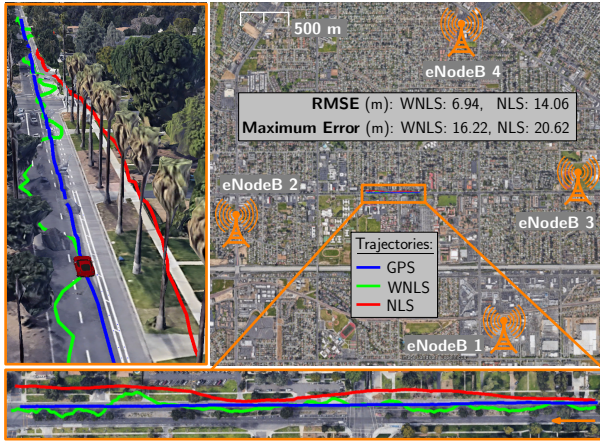 500 m
eNodeB 4
RMSE (m): WNLS: 6.94, NLS: 14.06
Maximum Error (m): WNLS: 16.22, NLS: 20.62
eNodeB 2
eNodeB 3
Trajectories:
GPS
WNLS
NLS
eNodeB 1